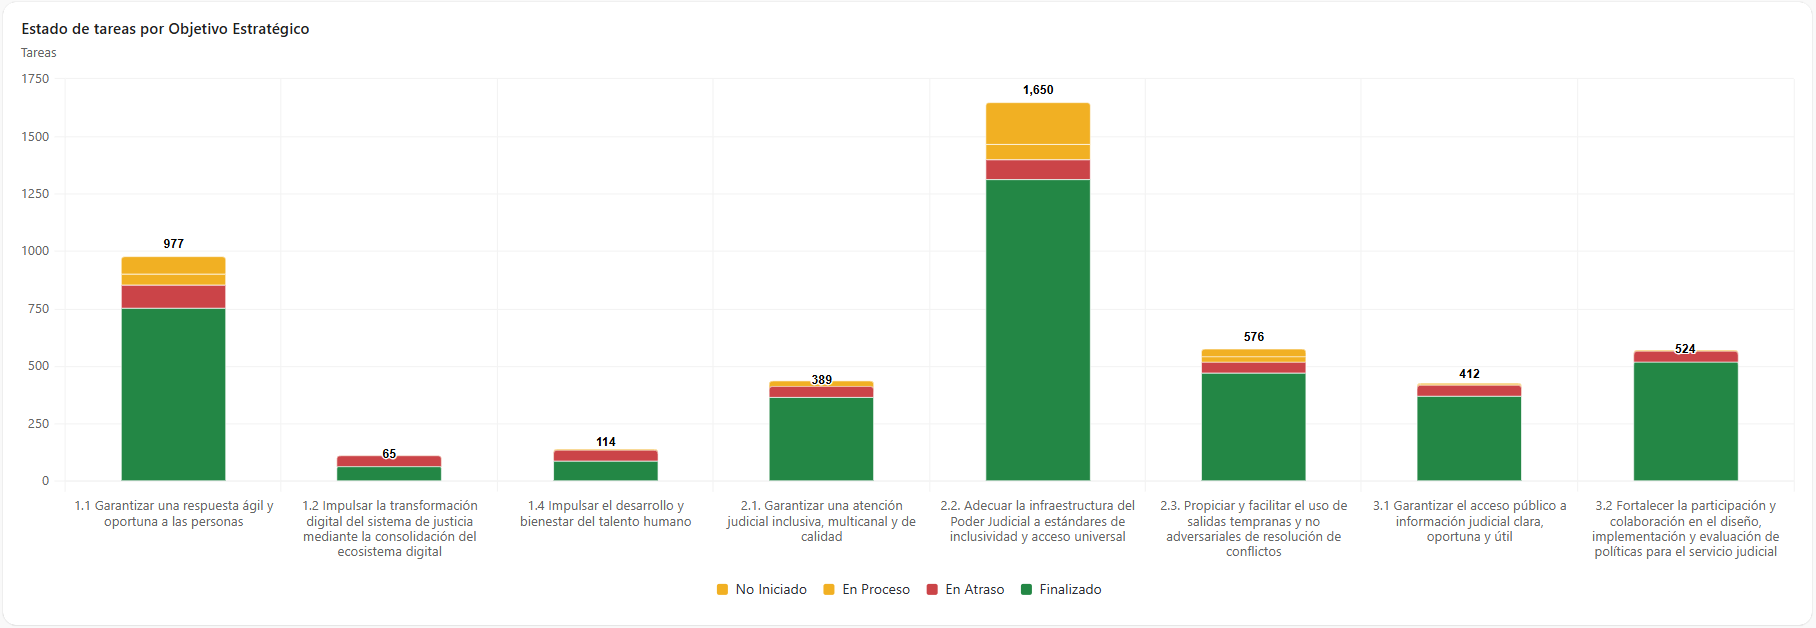 Estado de tareas por Objetivo Estratégico
Tareas
1750
1500
1250
1000
750
500
250
0
977
65
114
389
1,650
576
412
524
1.1 Garantizar una respuesta ágil y
oportuna a las personas
1.2 Impulsar la transformación
digital del sistema de justicia
mediante la consolidación del
ecosistema digital
1.4 Impulsar el desarrollo y
bienestar del talento humano
2.1. Garantizar una atención
judicial inclusiva, multicanal y de
calidad
2.2. Adecuar la infraestructura del
Poder Judicial a estándares de
inclusividad y acceso universal
2.3. Propiciar y facilitar el uso de
salidas tempranas y no
adversariales de resolución de
conflictos
3.1 Garantizar el acceso público a
información judicial clara,
oportuna y útil
3.2 Fortalecer la participación y
colaboración en el diseño,
implementación y evaluación de
políticas para el servicio judicial
No Iniciado
En Proceso
En Atraso
Finalizado